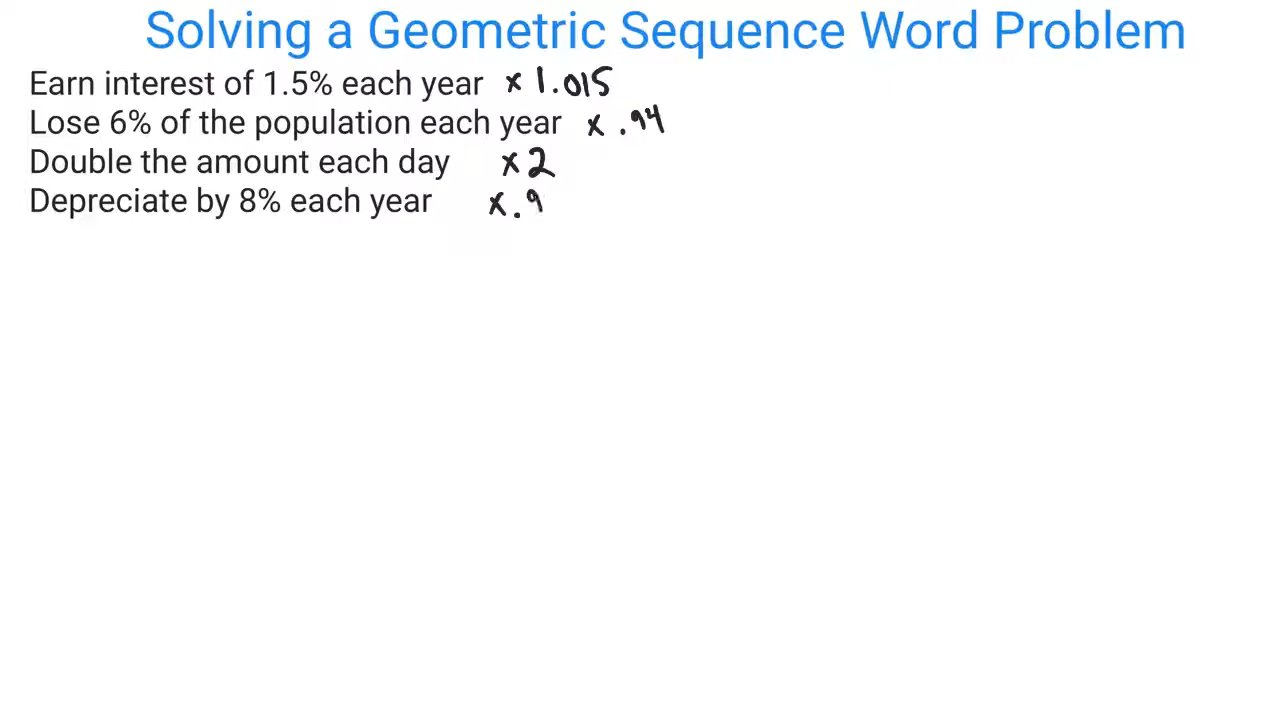 Solving a Geometric Sequence Word Problem
Earn interest of 1.5% each year x 1.015
Lose 6% of the population each year x .94
Double the amount each day x 2
Depreciate by 8% each year x .9